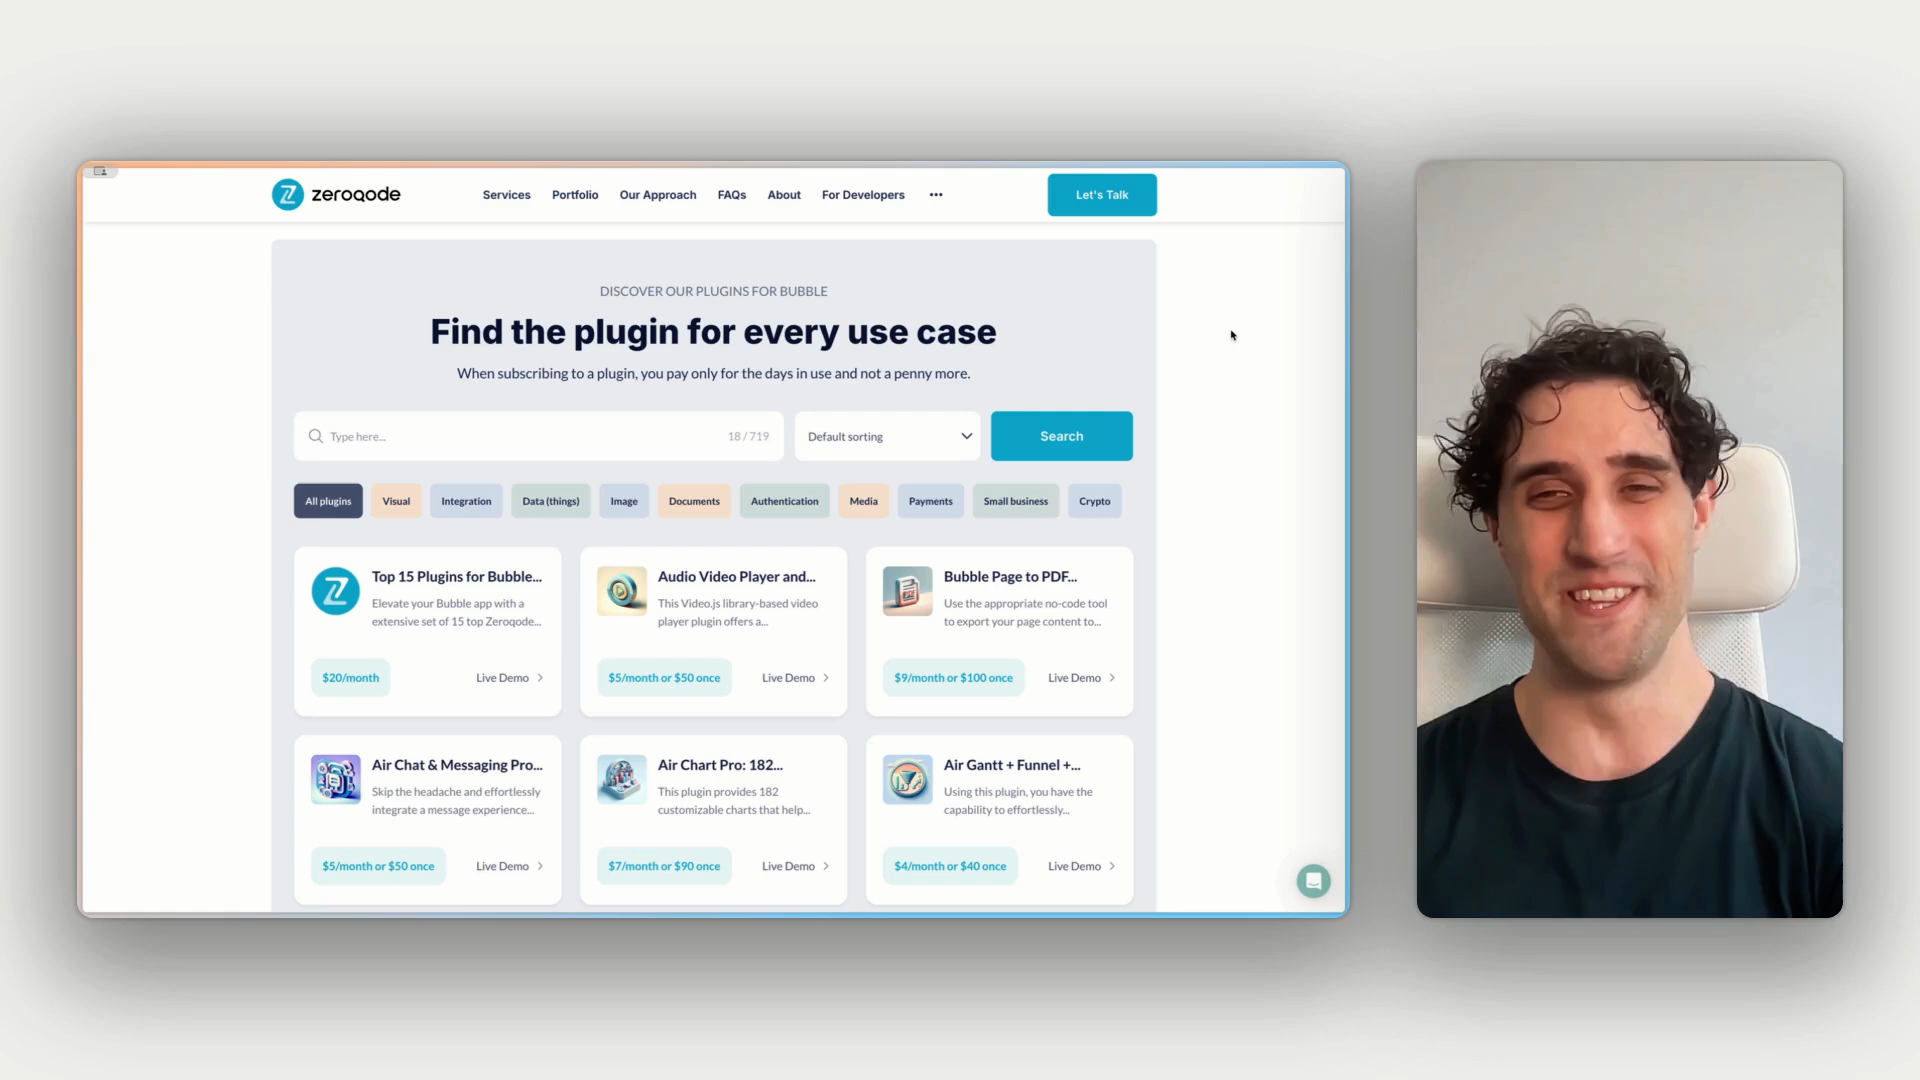 zeroqode
Services
Portfolio
Our Approach
FAQs
About
For Developers
•••
Let's Talk
DISCOVER OUR PLUGINS FOR BUBBLE
Find the plugin for every use case
When subscribing to a plugin, you pay only for the days in use and not a penny more.
Type here...
18 / 719
Default sorting
Search
All plugins
Visual
Integration
Data (things)
Image
Documents
Authentication
Media
Payments
Small business
Crypto
Top 15 Plugins for Bubble...
Elevate your Bubble app with a
extensive set of 15 top Zeroqode...
$20/month
Live Demo
Audio Video Player and...
This Video.js library-based video
player plugin offers a...
$5/month or $50 once
Live Demo
Bubble Page to PDF...
Use the appropriate no-code tool
to export your page content to...
$9/month or $100 once
Live Demo
Air Chat & Messaging Pro...
Skip the headache and effortlessly
integrate a message experience...
$5/month or $50 once
Live Demo
Air Chart Pro: 182...
This plugin provides 182
customizable charts that help...
$7/month or $90 once
Live Demo
Air Gantt + Funnel +...
Using this plugin, you have the
capability to effortlessly...
$4/month or $40 once
Live Demo